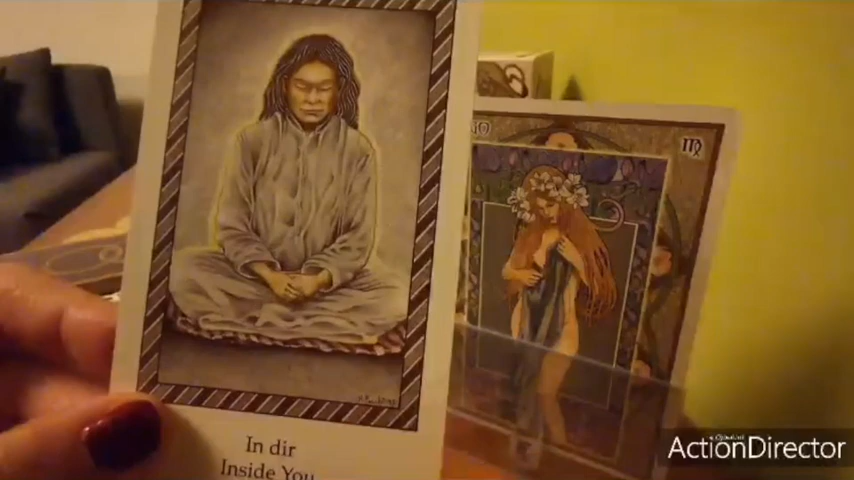 ♍
In dir
Inside You
ActionDirector